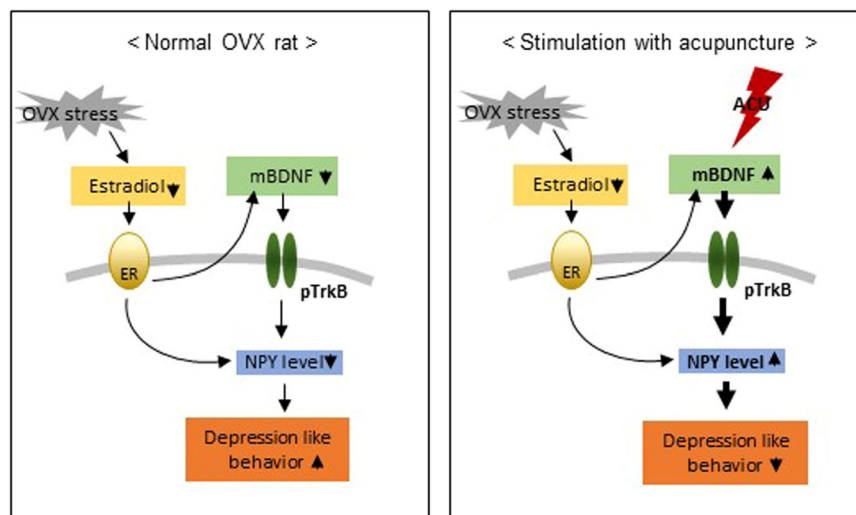 < Normal OVX rat >
OVX stress
Estradiol
mBDNF
ER
pTrkB
NPY level
Depression like
behavior
< Stimulation with acupuncture >
OVX stress
ACU
Estradiol
mBDNF
ER
pTrkB
NPY level
Depression like
behavior